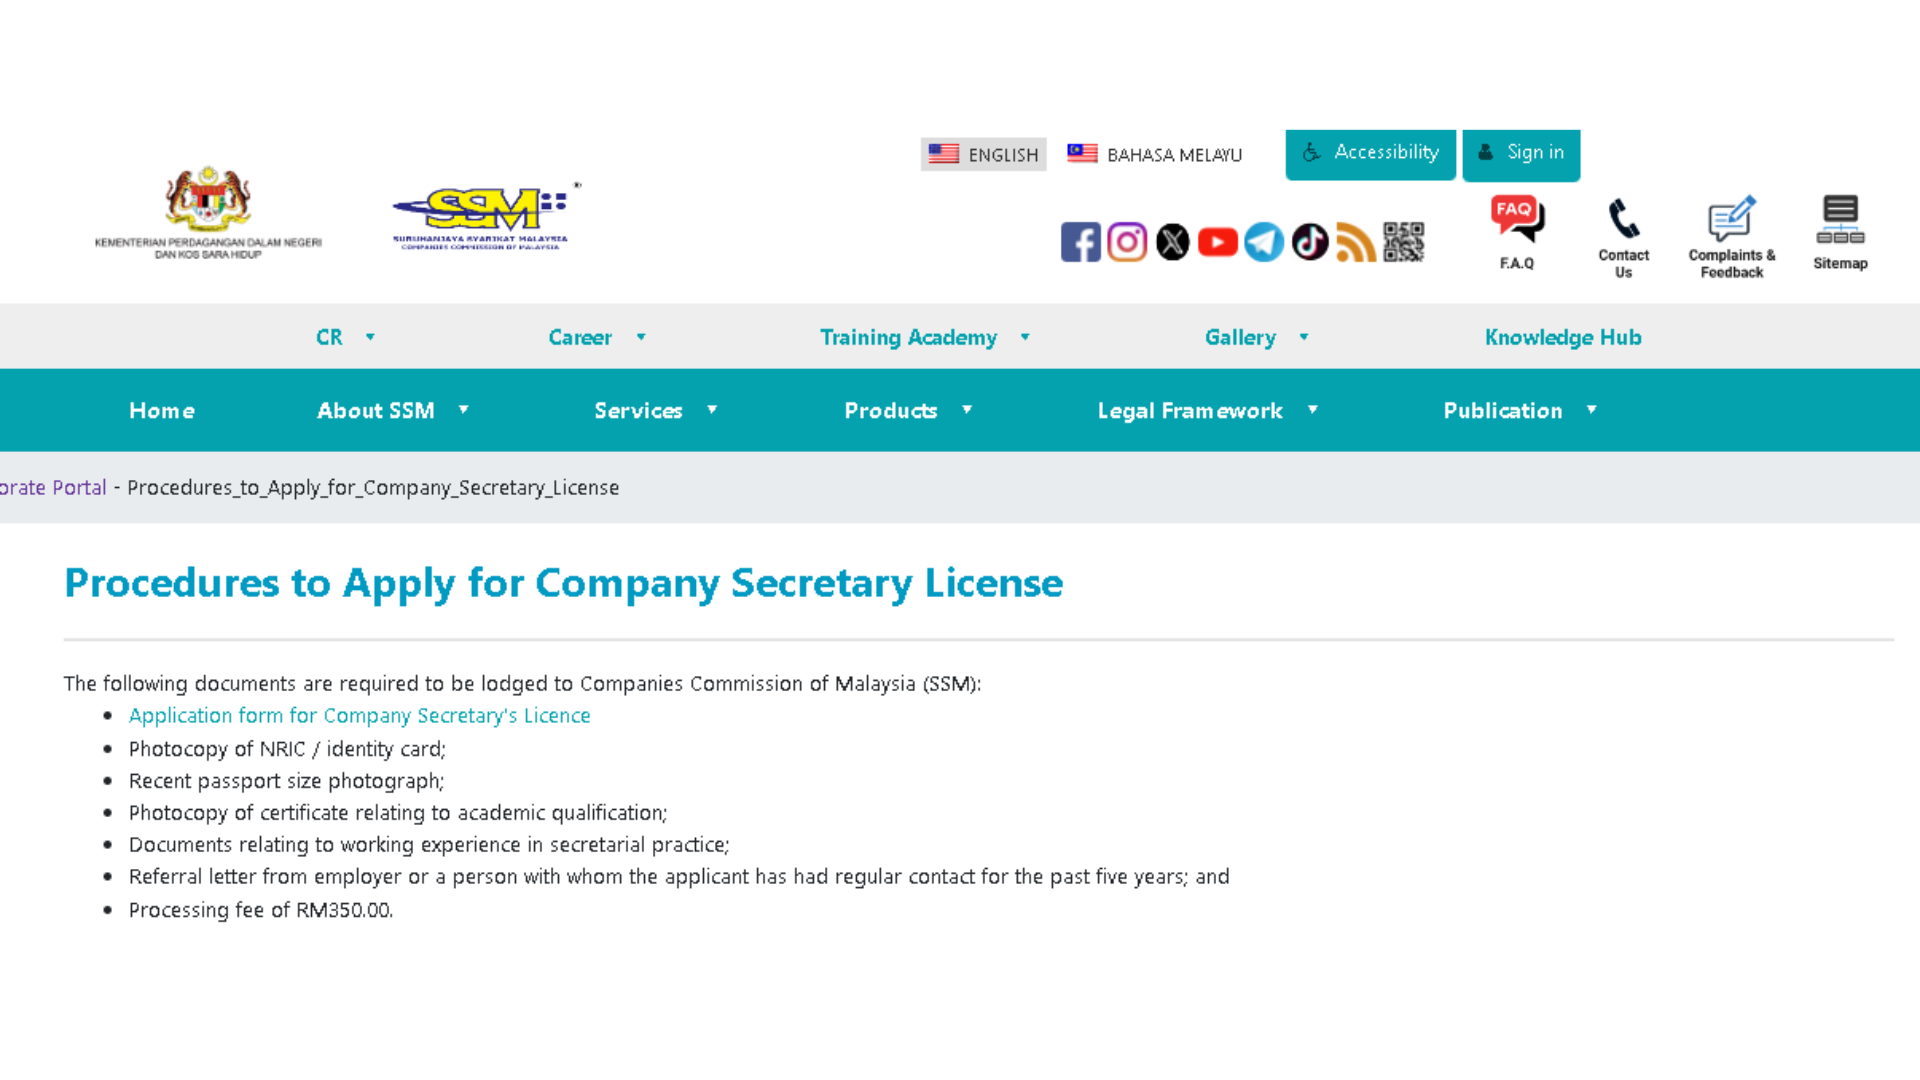 ENGLISH
BAHASA MELAYU
Accessibility
Sign in
KEMENTERIAN PERDAGANGAN DALAM NEGERI
DAN KOS SARA HIDUP
SSM
SURUHANJAYA SYARIKAT MALAYSIA
COMPANIES COMMISSION OF MALAYSIA
FAQ
F.A.Q
Contact
Us
Complaints &
Feedback
Sitemap
CR
Career
Training Academy
Gallery
Knowledge Hub
Home
About SSM
Services
Products
Legal Framework
Publication
orate Portal - Procedures_to_Apply_for_Company_Secretary_License
Procedures to Apply for Company Secretary License
The following documents are required to be lodged to Companies Commission of Malaysia (SSM):
• Application form for Company Secretary's Licence
• Photocopy of NRIC / identity card;
• Recent passport size photograph;
• Photocopy of certificate relating to academic qualification;
• Documents relating to working experience in secretarial practice;
• Referral letter from employer or a person with whom the applicant has had regular contact for the past five years; and
• Processing fee of RM350.00.